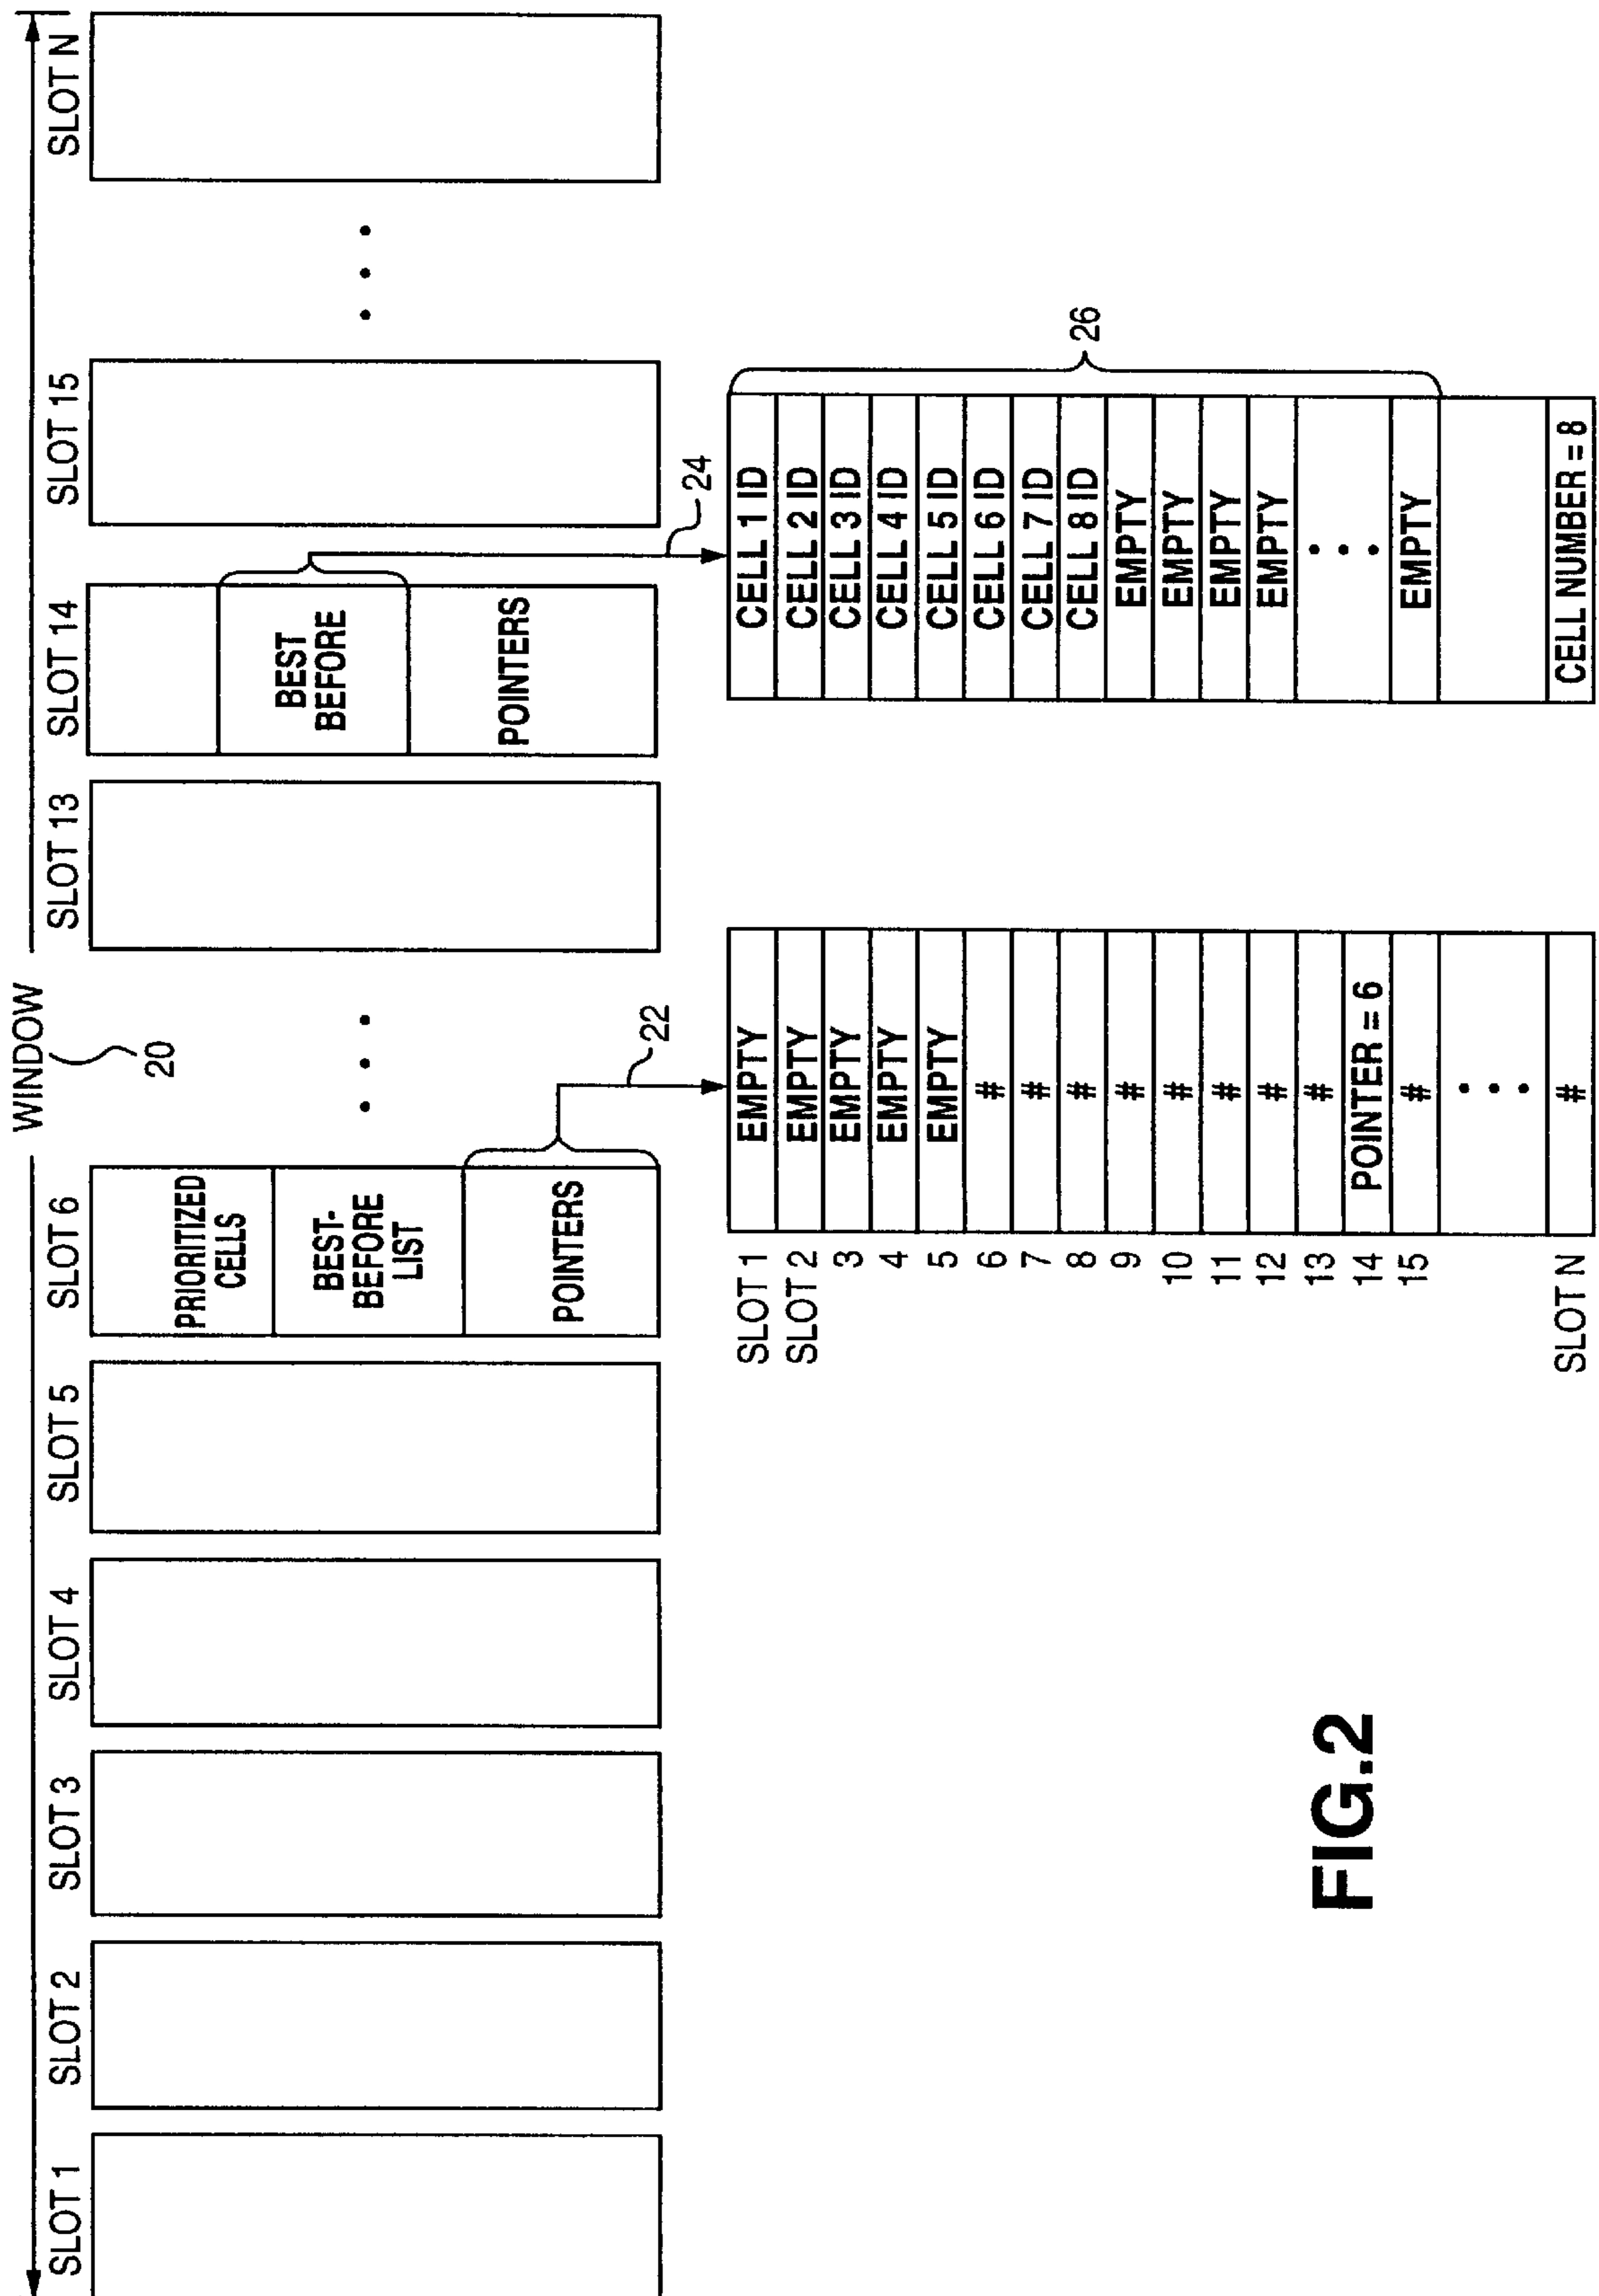 WINDOW
20
SLOT 1
SLOT 2
SLOT 3
SLOT 4
SLOT 5
SLOT 6
SLOT 13
SLOT 14
SLOT 15
SLOT N
PRIORITIZED
CELLS
BEST-
BEFORE
LIST
POINTERS
BEST
BEFORE
POINTERS
22
24
SLOT 1 EMPTY
SLOT 2 EMPTY
3 EMPTY
4 EMPTY
5 EMPTY
6 #
7 #
8 #
9 #
10 #
11 #
12 #
13 #
14 POINTER = 6
15 #
SLOT N #
CELL 1 ID
CELL 2 ID
CELL 3 ID
CELL 4 ID
CELL 5 ID
CELL 6 ID
CELL 7 ID
CELL 8 ID
EMPTY
EMPTY
EMPTY
EMPTY
EMPTY
CELL NUMBER = 8
26
FIG.2